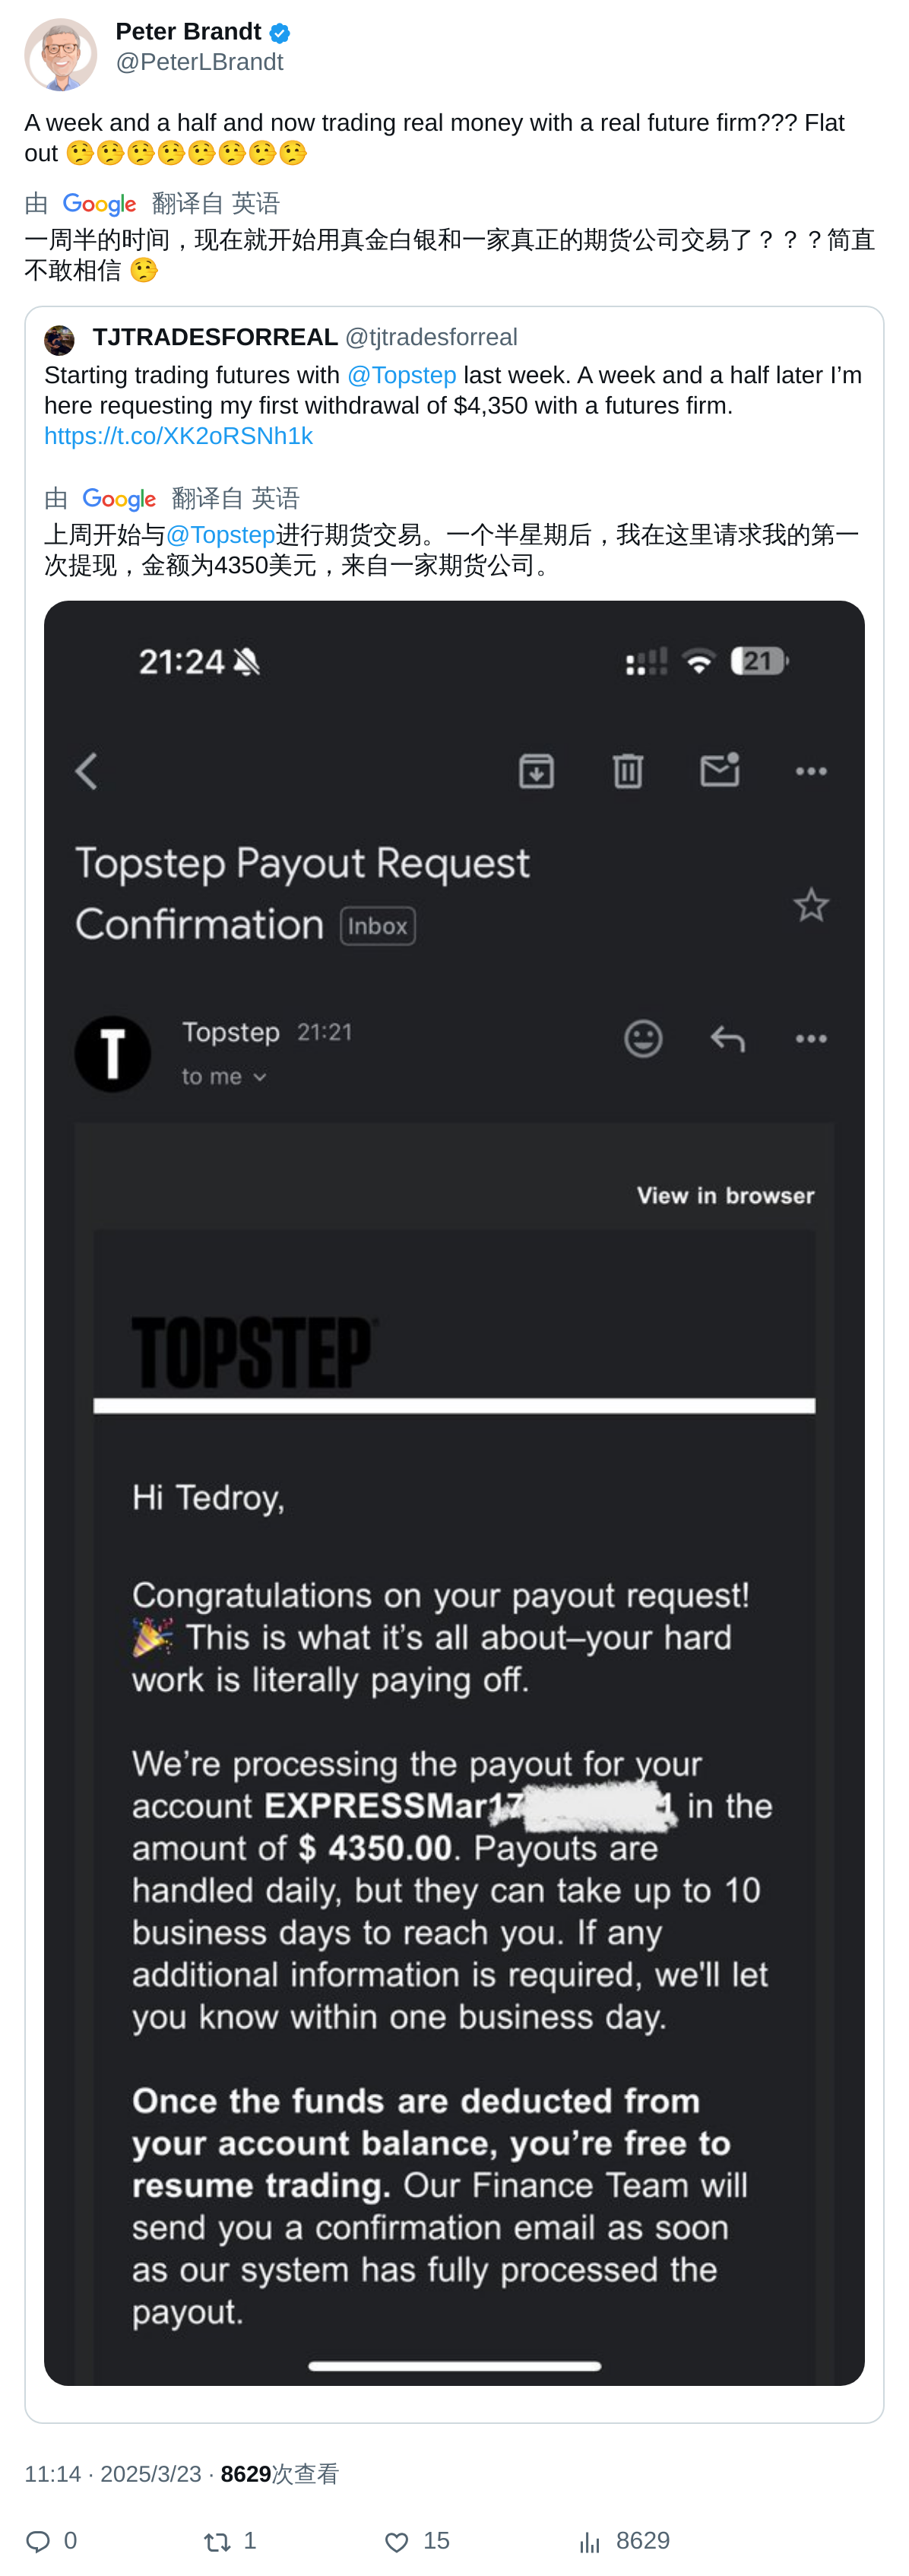 Peter Brandt
@PeterLBrandt
A week and a half and now trading real money with a real future firm??? Flat
out 🤥🤥🤥🤥🤥🤥🤥🤥
由 Google 翻译自 英语
一周半的时间，现在就开始用真金白银和一家真正的期货公司交易了？？？简直
不敢相信 🤥
TJTRADESFORREAL @tjtradesforreal
Starting trading futures with @Topstep last week. A week and a half later I’m
here requesting my first withdrawal of $4,350 with a futures firm.
https://t.co/XK2oRSNh1k
由 Google 翻译自 英语
上周开始与@Topstep进行期货交易。一个半星期后，我在这里请求我的第一
次提现，金额为4350美元，来自一家期货公司。
21:24
21
Topstep Payout Request
Confirmation Inbox
T
Topstep 21:21
to me
View in browser
TOPSTEP
Hi Tedroy,
Congratulations on your payout request!
🎉 This is what it’s all about–your hard
work is literally paying off.
We’re processing the payout for your
account EXPRESSMar17 1 in the
amount of $ 4350.00. Payouts are
handled daily, but they can take up to 10
business days to reach you. If any
additional information is required, we'll let
you know within one business day.
Once the funds are deducted from
your account balance, you’re free to
resume trading. Our Finance Team will
send you a confirmation email as soon
as our system has fully processed the
payout.
11:14 · 2025/3/23 · 8629次查看
0 1 15 8629